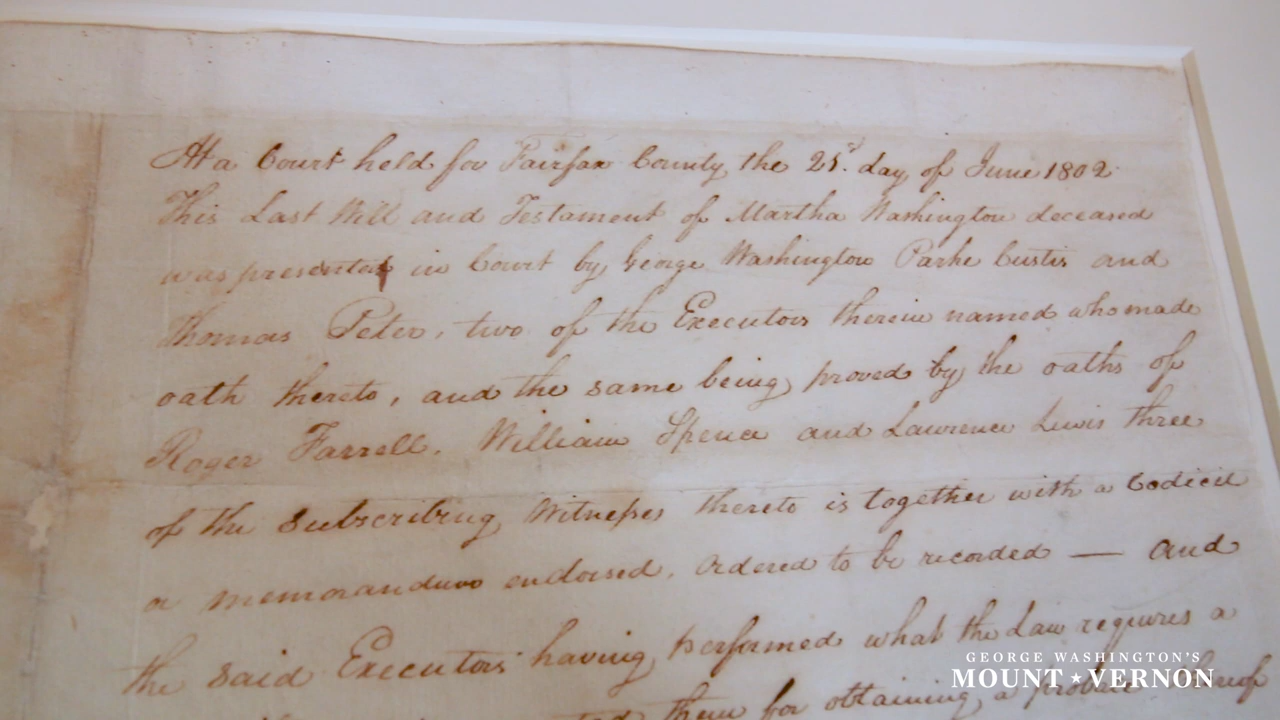 At a Court held for Fairfax County the 21st. day of June 1802
This Last Will and Testament of Martha Washington deceased
was presented in Court by George Washington Parke Custis and
Thomas Peter, two of the Executors therein named who made
oath thereto, and the same being proved by the oaths of
Roger Farrell, William Spence and Lawrence Lewis three
of the Subscribing Witnesses thereto is together with a Codicil
or memorandum endorsed, Ordered to be recorded — And
the said Executors having performed what the Law requires a
them for obtaining a probate thereof
GEORGE WASHINGTON'S
MOUNT ★ VERNON